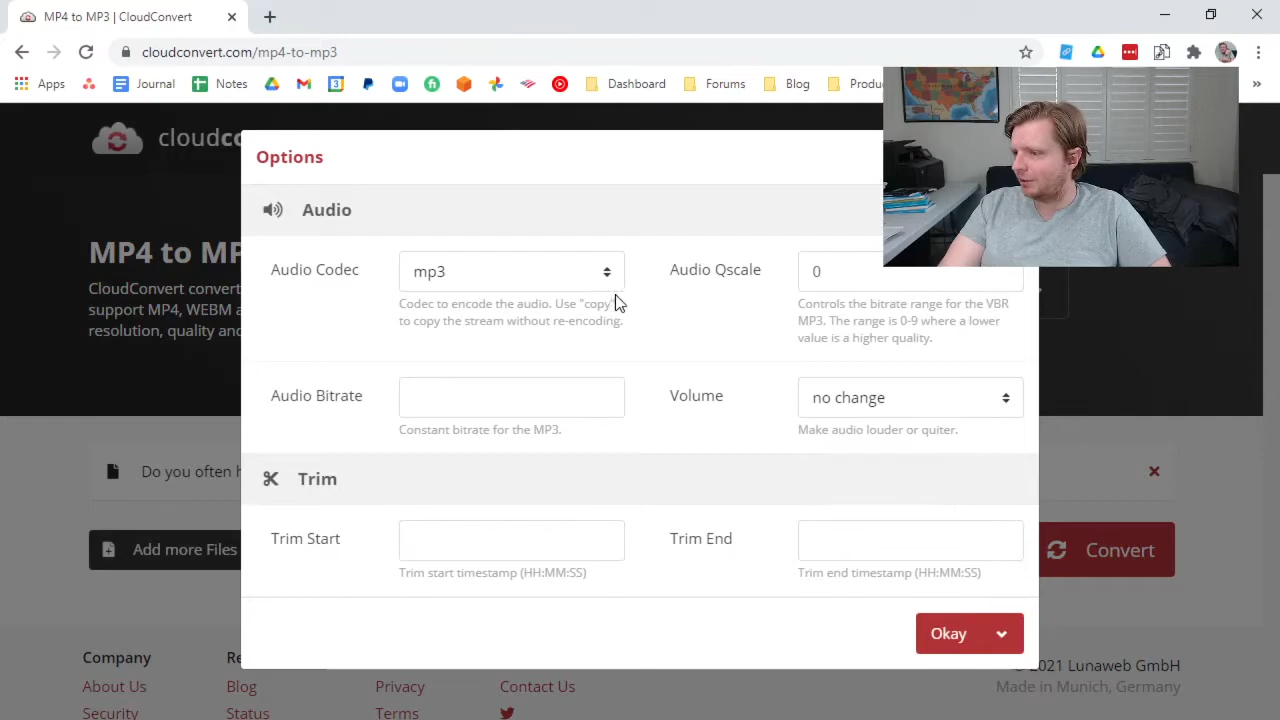 MP4 to MP3 | CloudConvert
cloudconvert.com/mp4-to-mp3
Apps
Journal
Notes
Dashboard
Forums
Blog
Produc
»
cloudc
MP4 to MP
CloudConvert convert
support MP4, WEBM a
resolution, quality and
Options
Audio
Audio Codec
mp3
Codec to encode the audio. Use "copy"
to copy the stream without re-encoding.
Audio Qscale
0
Controls the bitrate range for the VBR
MP3. The range is 0-9 where a lower
value is a higher quality.
Audio Bitrate
Constant bitrate for the MP3.
Volume
no change
Make audio louder or quiter.
Trim
Trim Start
Trim start timestamp (HH:MM:SS)
Trim End
Trim end timestamp (HH:MM:SS)
Okay
Do you often h
Add more Files
Convert
Company
About Us
Security
Re
Blog
Status
Privacy
Terms
Contact Us
2021 Lunaweb GmbH
Made in Munich, Germany